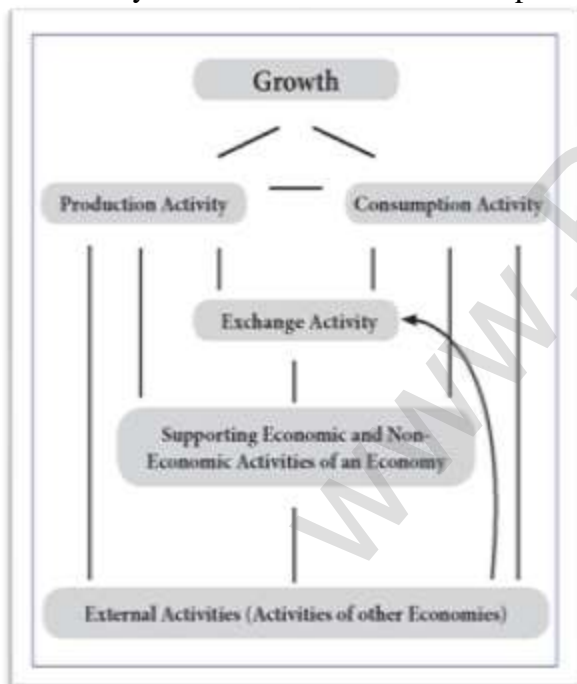 Growth
Production Activity
Consumption Activity
Exchange Activity
Supporting Economic and Non-
Economic Activities of an Economy
External Activities (Activities of other Economies)